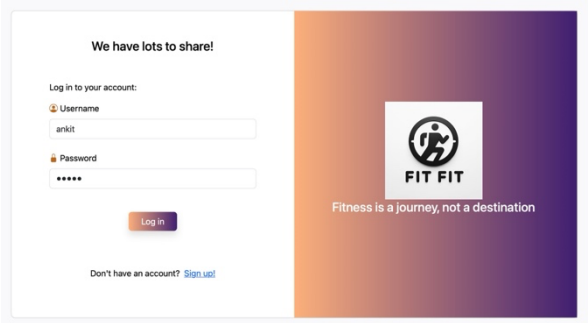 We have lots to share!
Log in to your account:
Username
ankit
Password
•••••
Log in
Don't have an account? Sign up!
FIT FIT
Fitness is a journey, not a destination